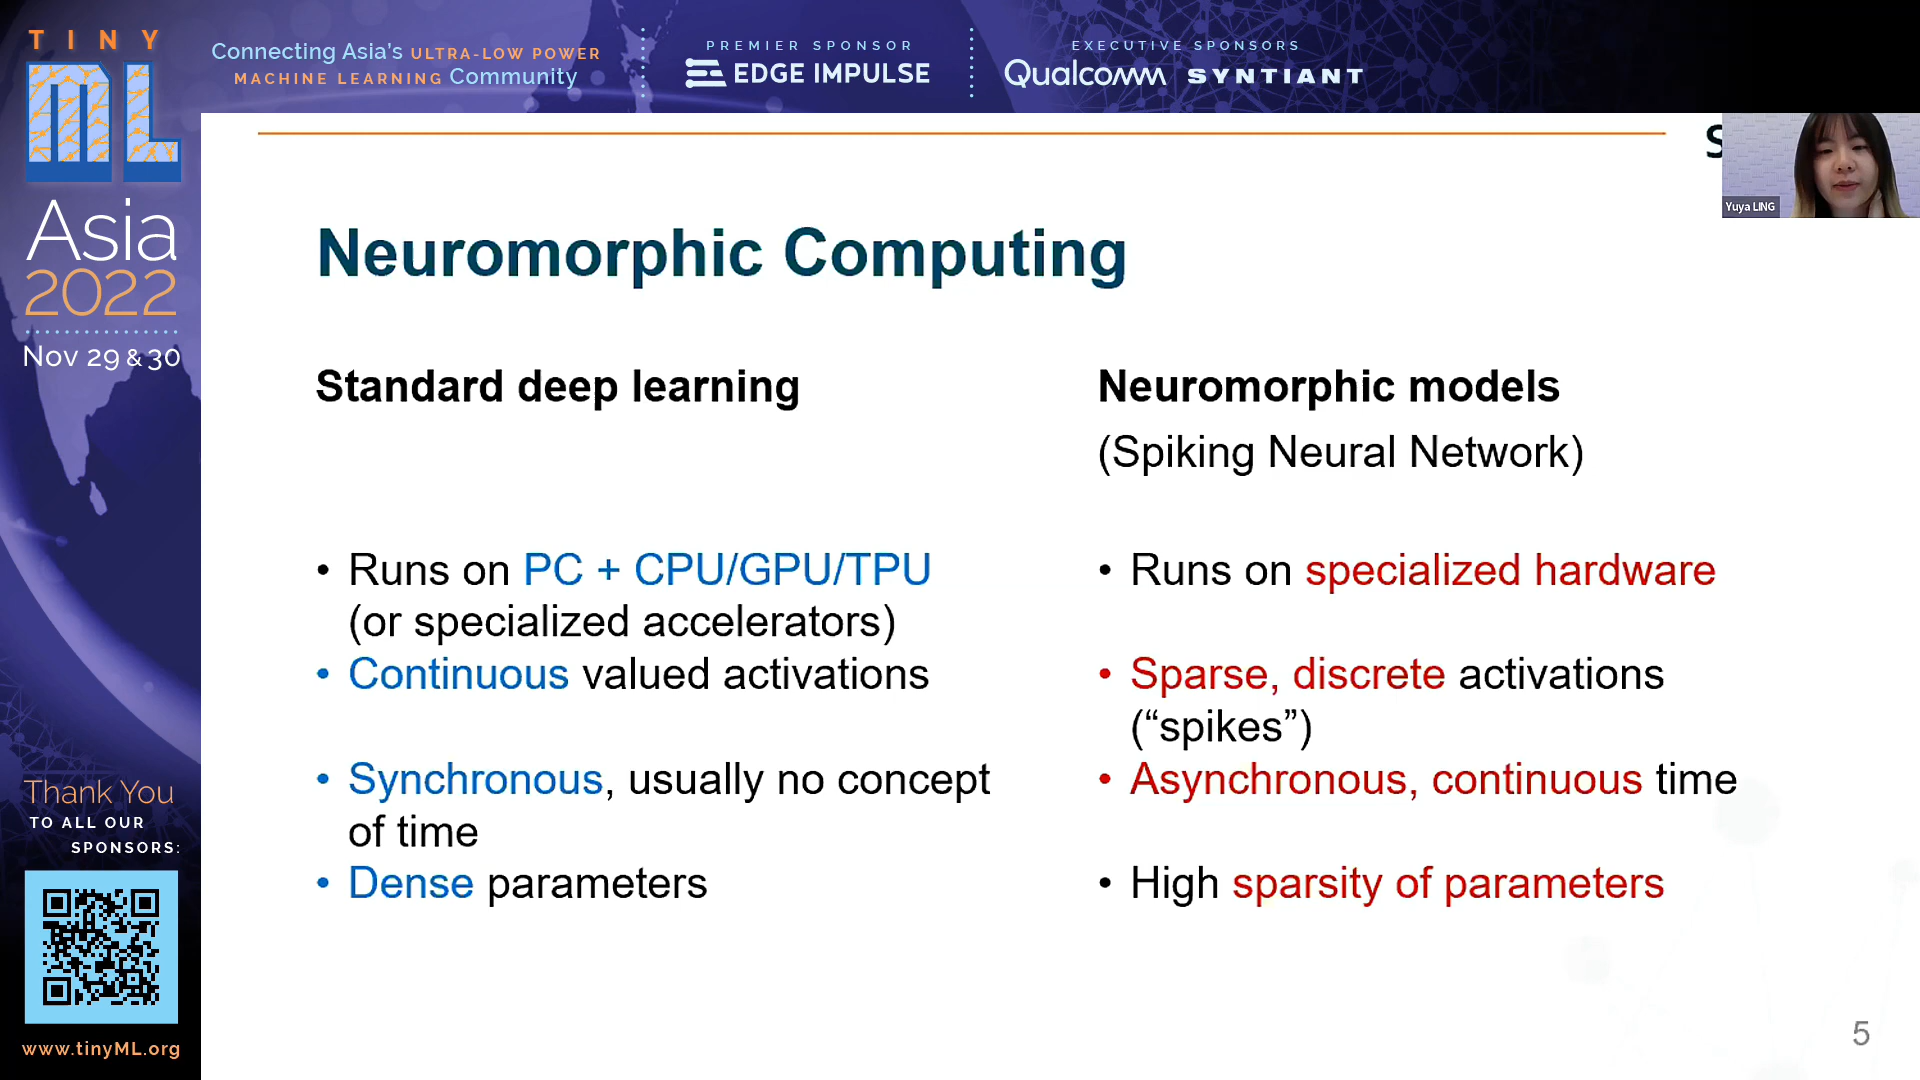 TINY
ML
Asia
2022
Nov 29 & 30
Connecting Asia's ULTRA-LOW POWER
MACHINE LEARNING Community
PREMIER SPONSOR
EDGE IMPULSE
EXECUTIVE SPONSORS
Qualcomm SYNTIANT
S
Yuya LING
Neuromorphic Computing
Standard deep learning
• Runs on PC + CPU/GPU/TPU
(or specialized accelerators)
• Continuous valued activations
• Synchronous, usually no concept
of time
• Dense parameters
Neuromorphic models
(Spiking Neural Network)
• Runs on specialized hardware
• Sparse, discrete activations
(“spikes”)
• Asynchronous, continuous time
• High sparsity of parameters
Thank You
TO ALL OUR
SPONSORS:
www.tinyML.org
5